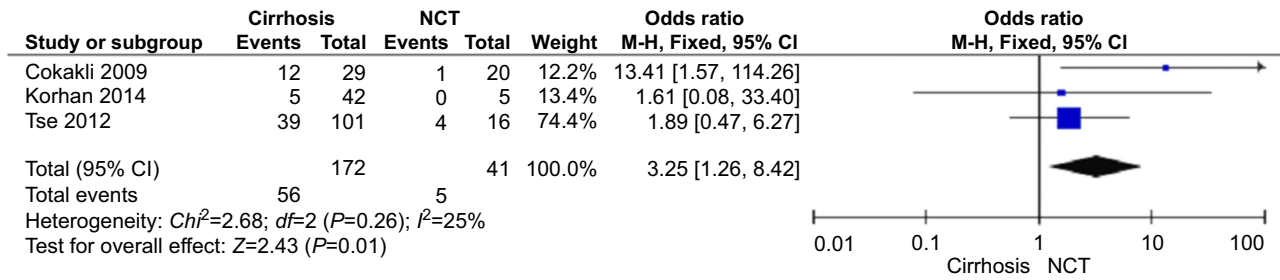 Cirrhosis NCT Odds ratio Odds ratio
Study or subgroup Events Total Events Total Weight M-H, Fixed, 95% CI M-H, Fixed, 95% CI
Cokakli 2009 12 29 1 20 12.2% 13.41 [1.57, 114.26]
Korhan 2014 5 42 0 5 13.4% 1.61 [0.08, 33.40]
Tse 2012 39 101 4 16 74.4% 1.89 [0.47, 6.27]
Total (95% CI) 172 41 100.0% 3.25 [1.26, 8.42]
Total events 56 5
Heterogeneity: Chi²=2.68; df=2 (P=0.26); I²=25%
Test for overall effect: Z=2.43 (P=0.01)
0.01 0.1 1 10 100
Cirrhosis NCT